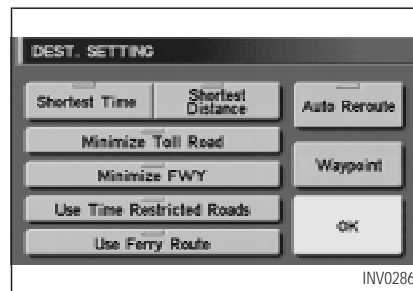 DEST. SETTING
Shortest Time
Shortest
Distance
Auto Reroute
Minimize Toll Road
Minimize FWY
Waypoint
Use Time Restricted Roads
OK
Use Ferry Route
INV0286